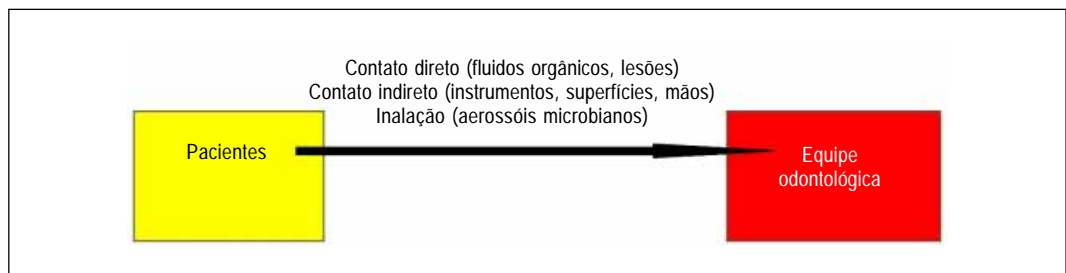 Contato direto (fluidos orgânicos, lesões)
Contato indireto (instrumentos, superfícies, mãos)
Inalação (aerossóis microbianos)
Pacientes
Equipe
odontológica